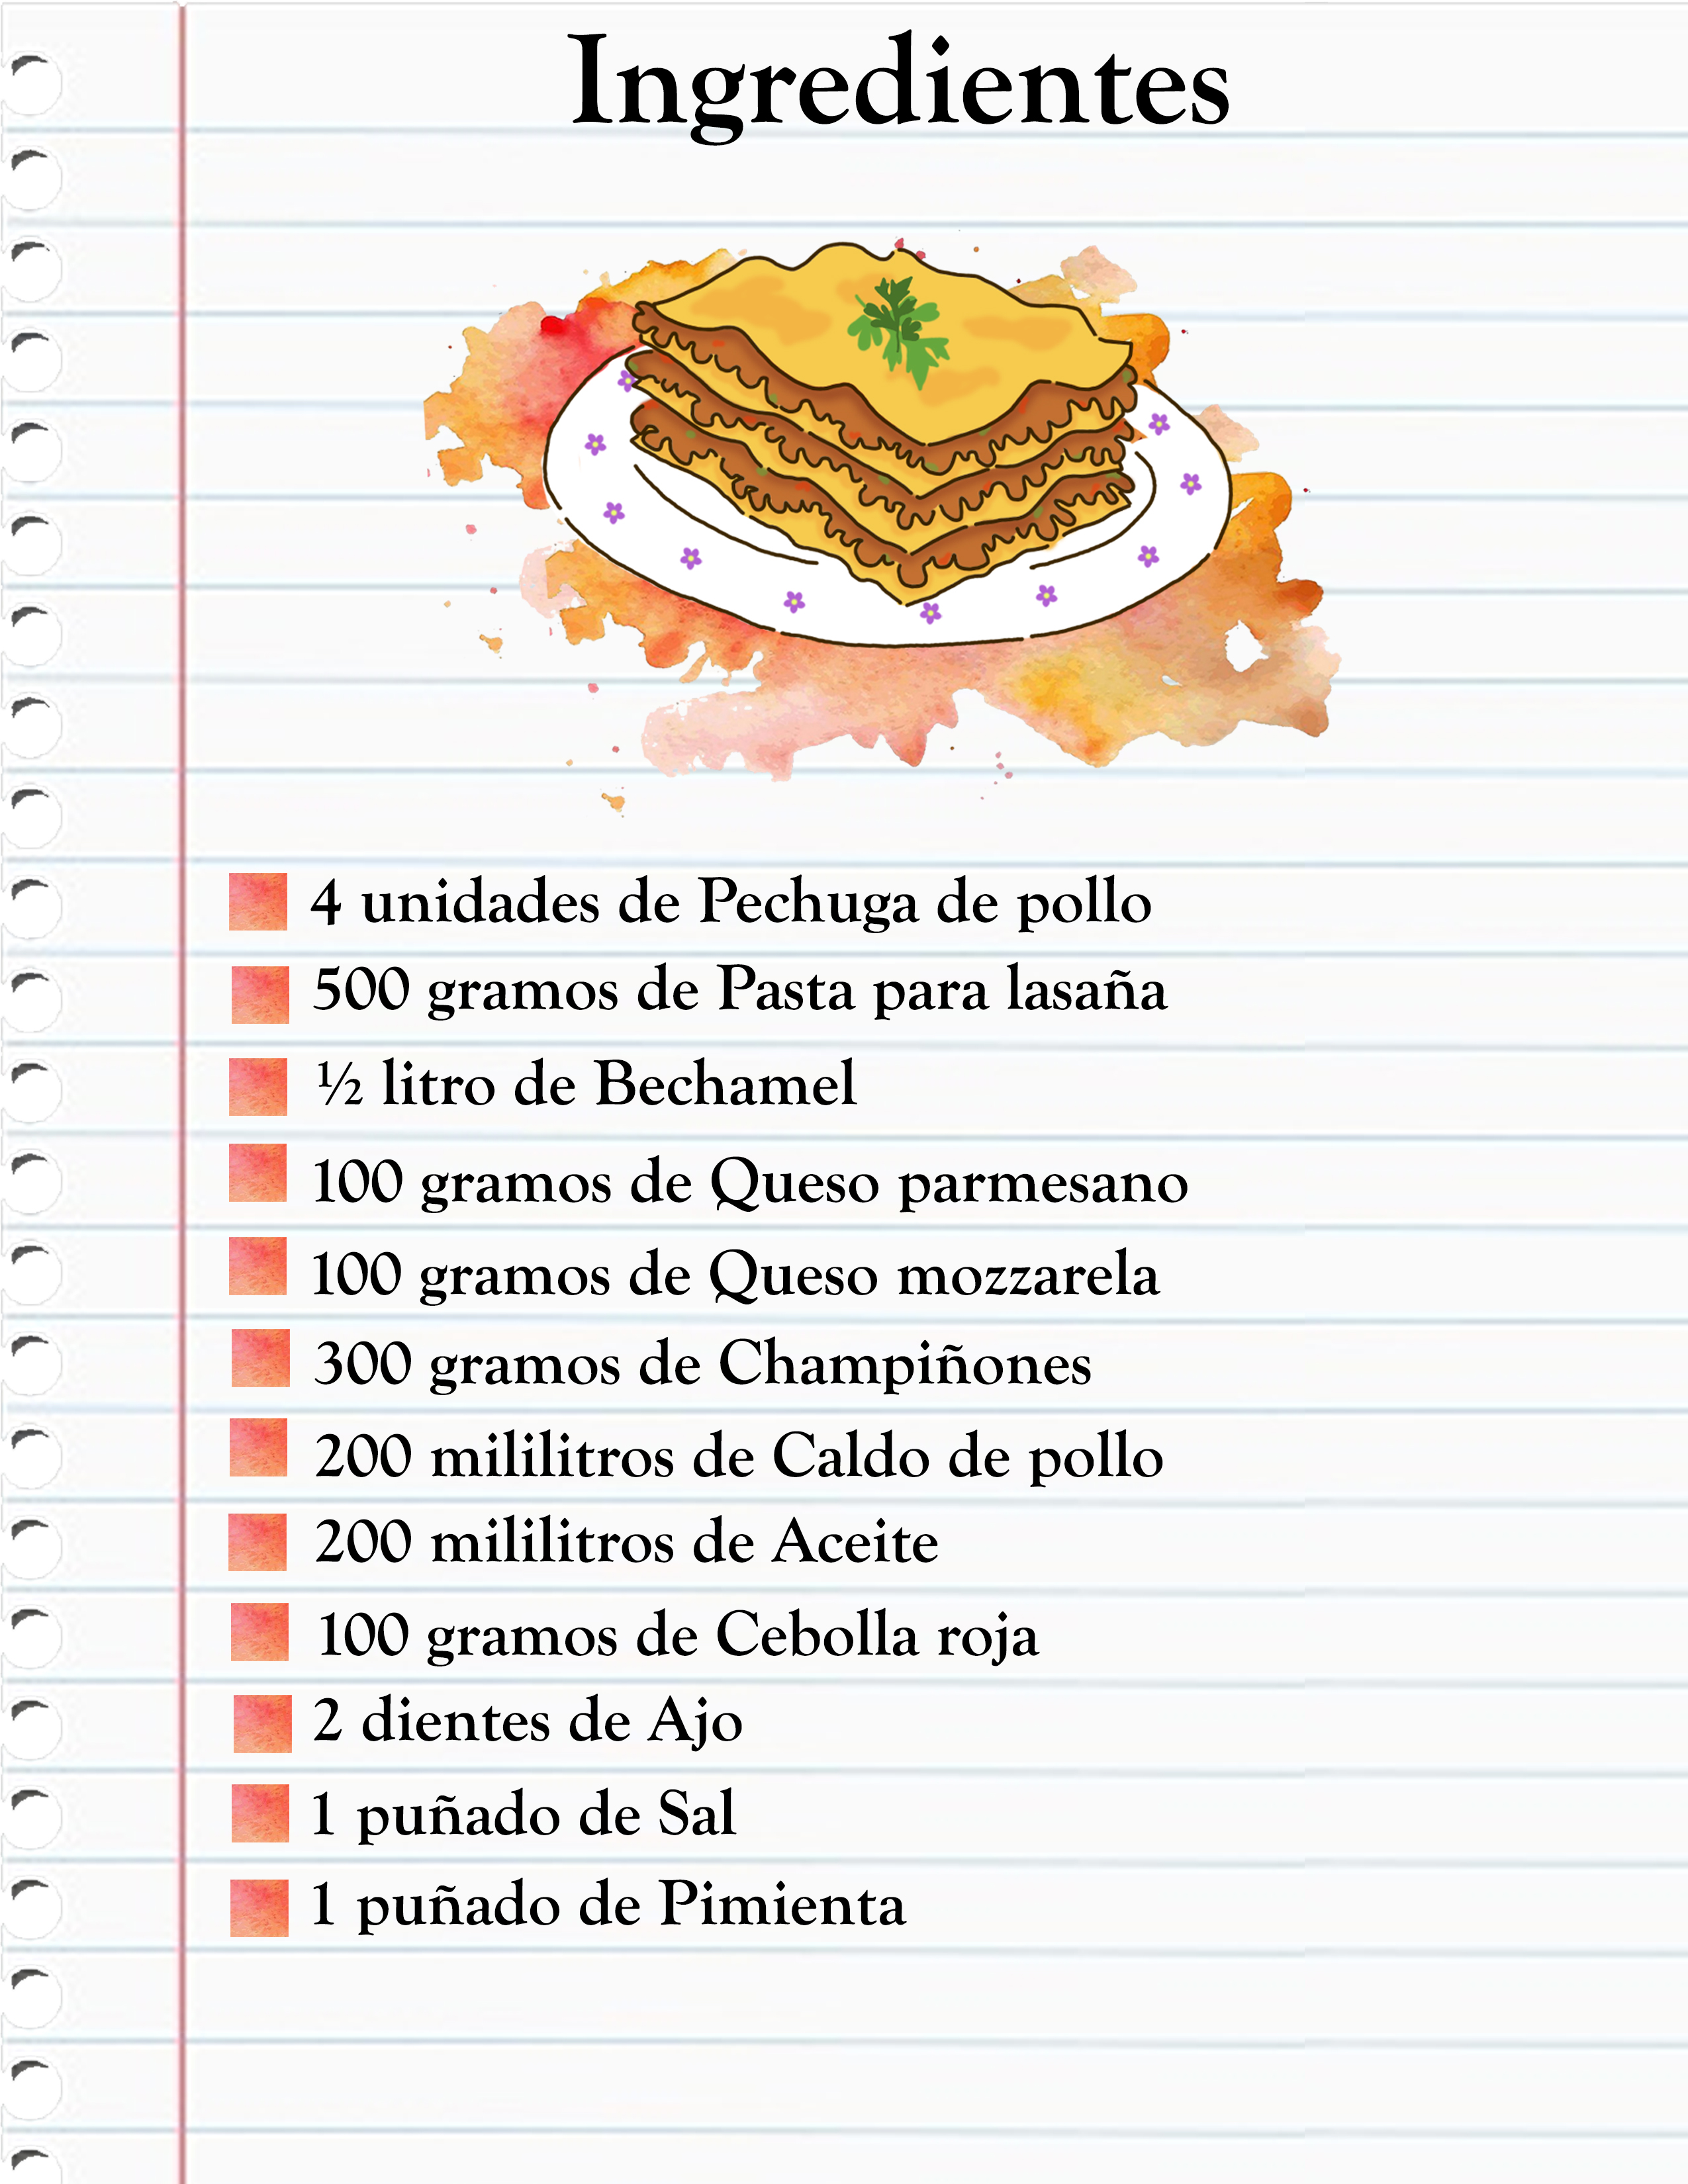 Ingredientes
4 unidades de Pechuga de pollo
500 gramos de Pasta para lasaña
½ litro de Bechamel
100 gramos de Queso parmesano
100 gramos de Queso mozzarela
300 gramos de Champiñones
200 mililitros de Caldo de pollo
200 mililitros de Aceite
100 gramos de Cebolla roja
2 dientes de Ajo
1 puñado de Sal
1 puñado de Pimienta